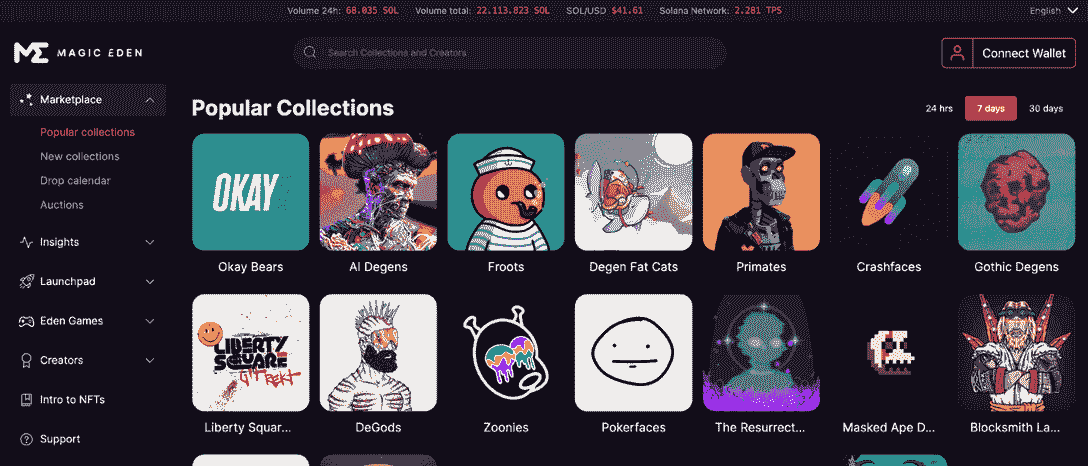 Volume 24h: 68.035 SOL Volume total: 22.113.823 SOL SOL/USD $41.61 Solana Network: 2.281 TPS English
ME MAGIC EDEN
Search Collections and Creators
Connect Wallet
Marketplace
Popular collections
New collections
Drop calendar
Auctions
Insights
Launchpad
Eden Games
Creators
Intro to NFTs
Support
Popular Collections
24 hrs 7 days 30 days
OKAY
Okay Bears AI Degens Froots Degen Fat Cats Primates Crashfaces Gothic Degens
LIBERTY
SQUARE
GIT REKT
Liberty Squar... DeGods Zoonies Pokerfaces The Resurrect... Masked Ape D... Blocksmith La...